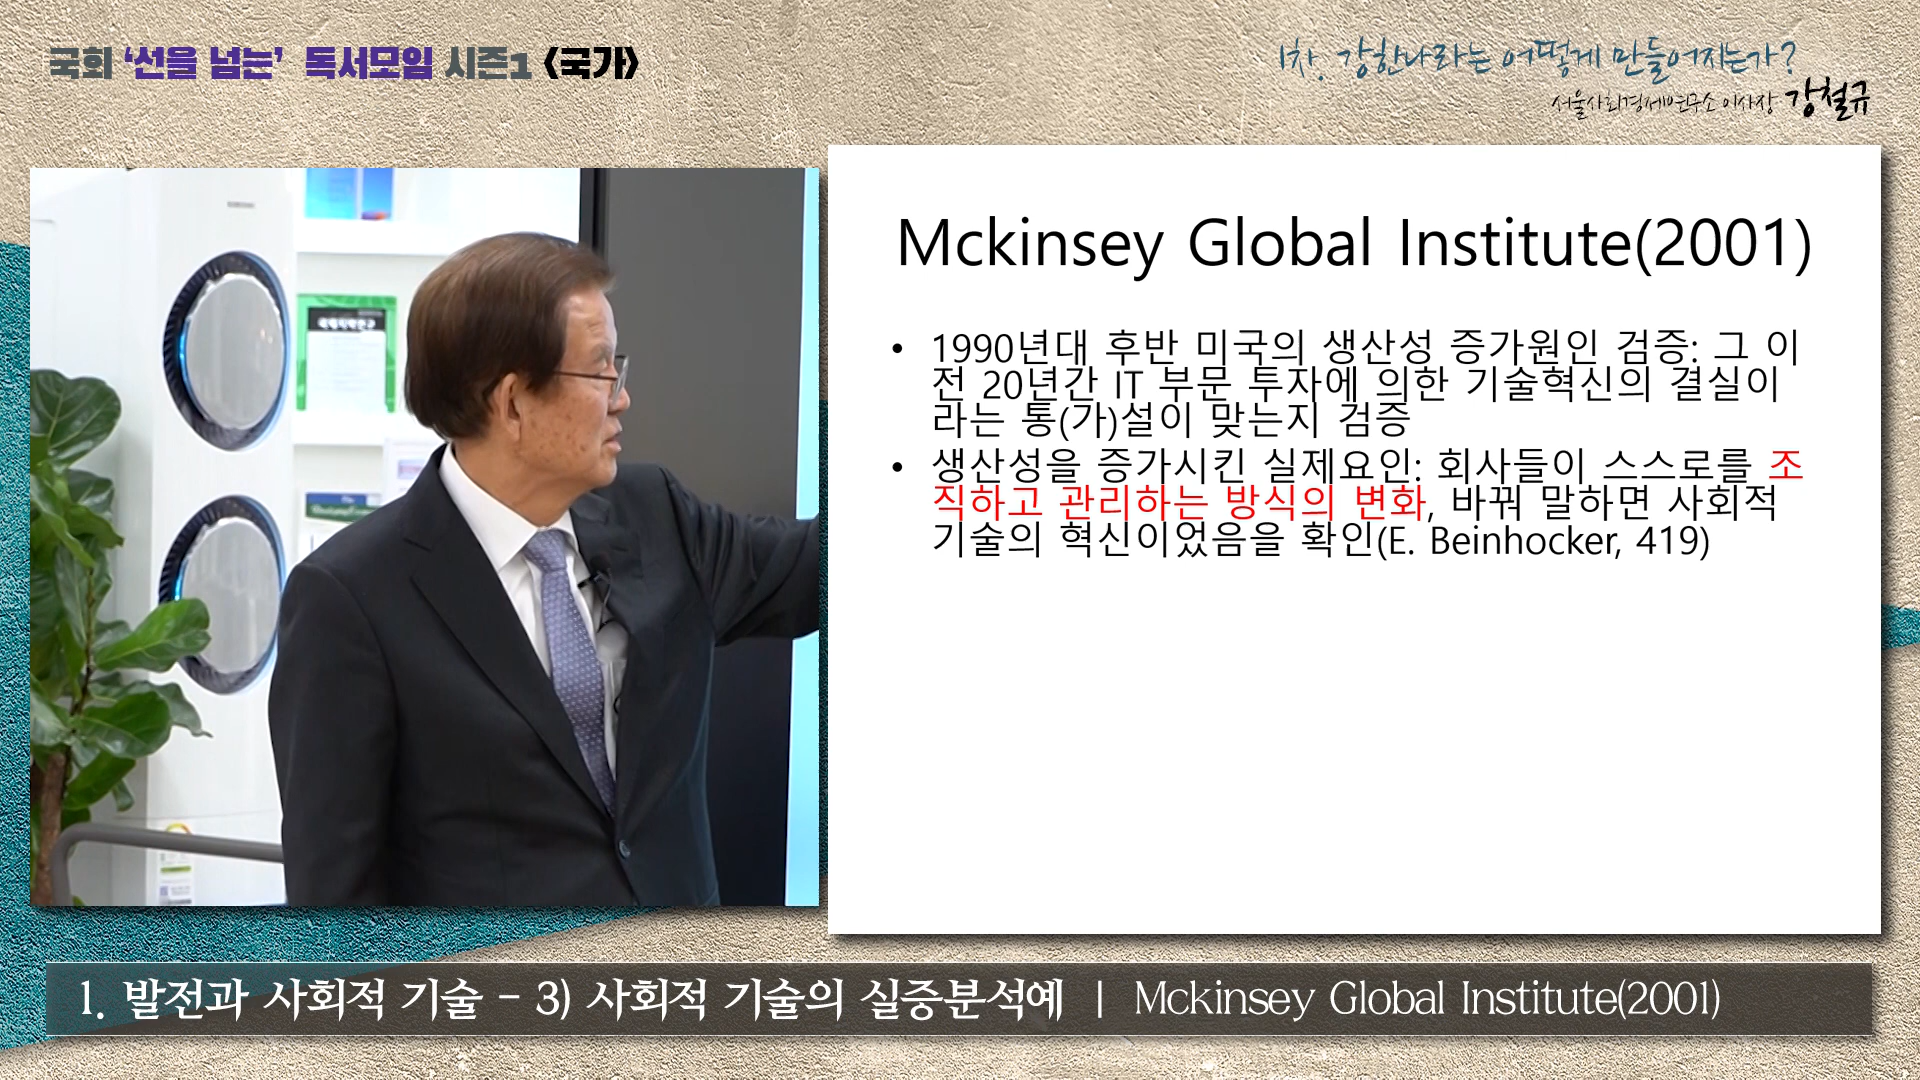 국회 ‘선을 넘는’ 독서모임 시즌1 〈국가〉
1차. 강한나라는 어떻게 만들어지는가?
서울사회경제연구소 이사장 강철규
Mckinsey Global Institute(2001)
• 1990년대 후반 미국의 생산성 증가원인 검증: 그 이
전 20년간 IT 부문 투자에 의한 기술혁신의 결실이
라는 통(가)설이 맞는지 검증
• 생산성을 증가시킨 실제요인: 회사들이 스스로를 조
직하고 관리하는 방식의 변화, 바꿔 말하면 사회적
기술의 혁신이었음을 확인(E. Beinhocker, 419)
1. 발전과 사회적 기술 - 3) 사회적 기술의 실증분석예 | Mckinsey Global Institute(2001)